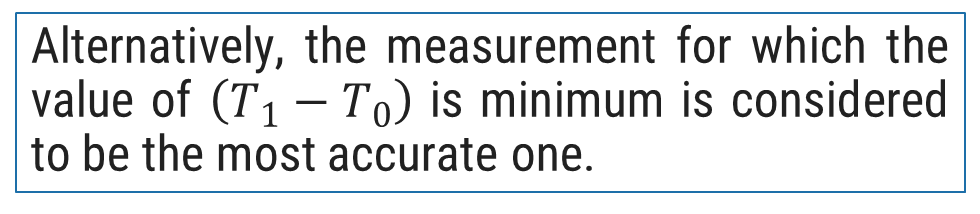 Alternatively, the measurement for which the
value of (T₁ − T₀) is minimum is considered
to be the most accurate one.